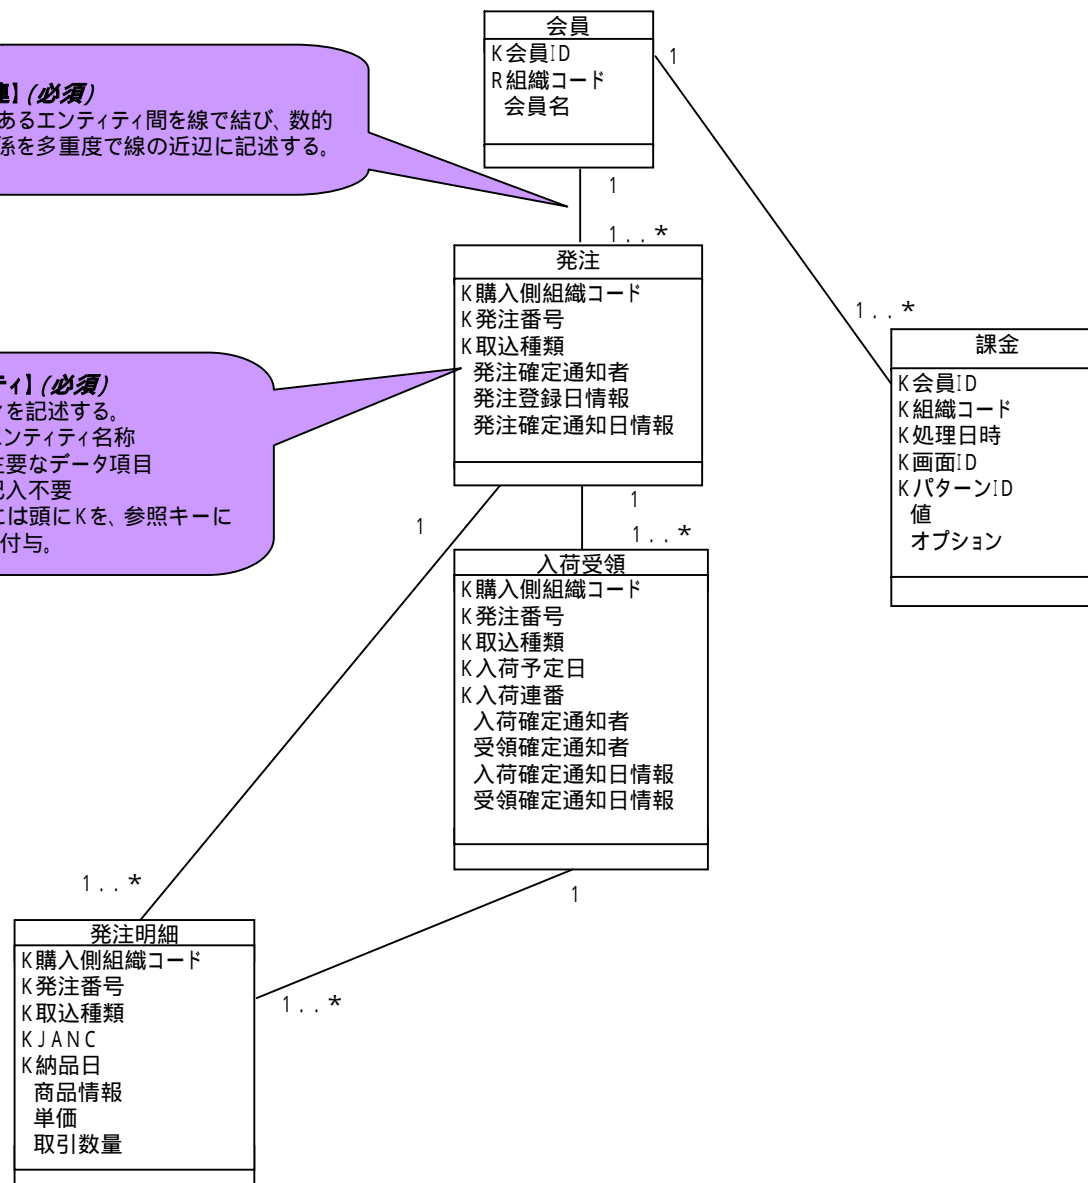 会員
K会員ID
R組織コード
会員名
1
1
】(必須)
あるエンティティ間を線で結び、数的
係を多重度で線の近辺に記述する。
1..*
発注
K購入側組織コード
K発注番号
K取込種類
発注確定通知者
発注登録日情報
発注確定通知日情報
1..*
課金
K会員ID
K組織コード
K処理日時
K画面ID
KパターンID
値
オプション
ティ】(必須)
を記述する。
エンティティ名称
主要なデータ項目
記入不要
には頭にKを、参照キーに
付与。
1
1
1..*
入荷受領
K購入側組織コード
K発注番号
K取込種類
K入荷予定日
K入荷連番
入荷確定通知者
受領確定通知者
入荷確定通知日情報
受領確定通知日情報
1..*
1
発注明細
K購入側組織コード
K発注番号
K取込種類
KJANC
K納品日
商品情報
単価
取引数量
1..*